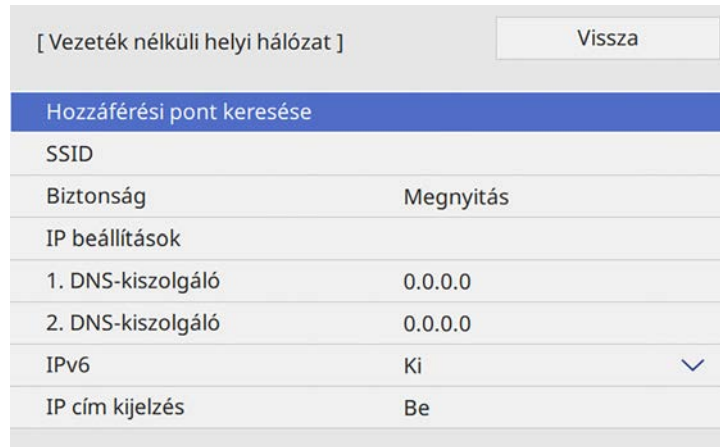 [ Vezeték nélküli helyi hálózat ] Vissza
Hozzáférési pont keresése
SSID
Biztonság Megnyitás
IP beállítások
1. DNS-kiszolgáló 0.0.0.0
2. DNS-kiszolgáló 0.0.0.0
IPv6 Ki
IP cím kijelzés Be